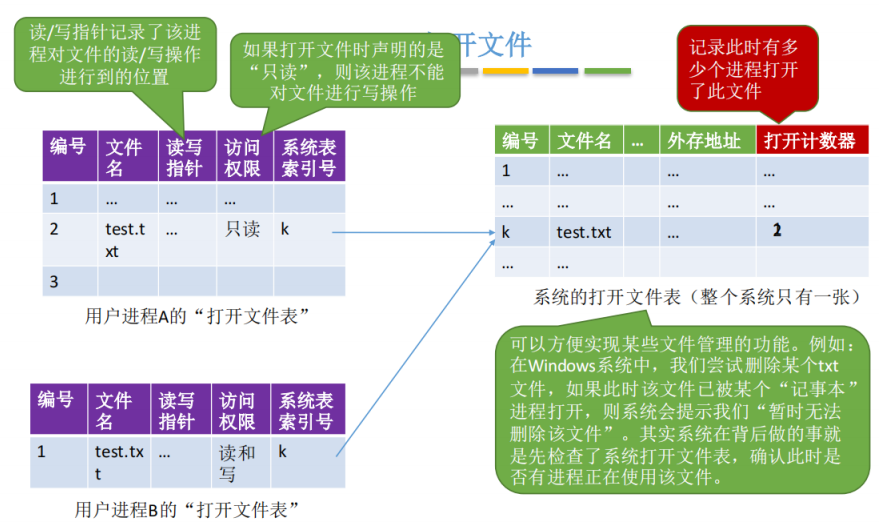 读/写指针记录了该进
程对文件的读/写操作
进行到的位置
如果打开文件时声明的是
“只读”，则该进程不能
对文件进行写操作
开文件
记录此时有多
少个进程打开
了此文件
编号 文件名 读写指针 访问权限 系统表索引号
1 … … …
2 test.txt … 只读 k
3
用户进程A的“打开文件表”
编号 文件名 … 外存地址 打开计数器
1 … … …
… … … …
k test.txt …
… …
系统的打开文件表（整个系统只有一张）
可以方便实现某些文件管理的功能。例如：
在Windows系统中，我们尝试删除某个txt
文件，如果此时该文件已被某个“记事本”
进程打开，则系统会提示我们“暂时无法
删除该文件”。其实系统在背后做的事就
是先检查了系统打开文件表，确认此时是
否有进程正在使用该文件。
编号 文件名 读写指针 访问权限 系统表索引号
1 test.txt … 读和写 k
用户进程B的“打开文件表”